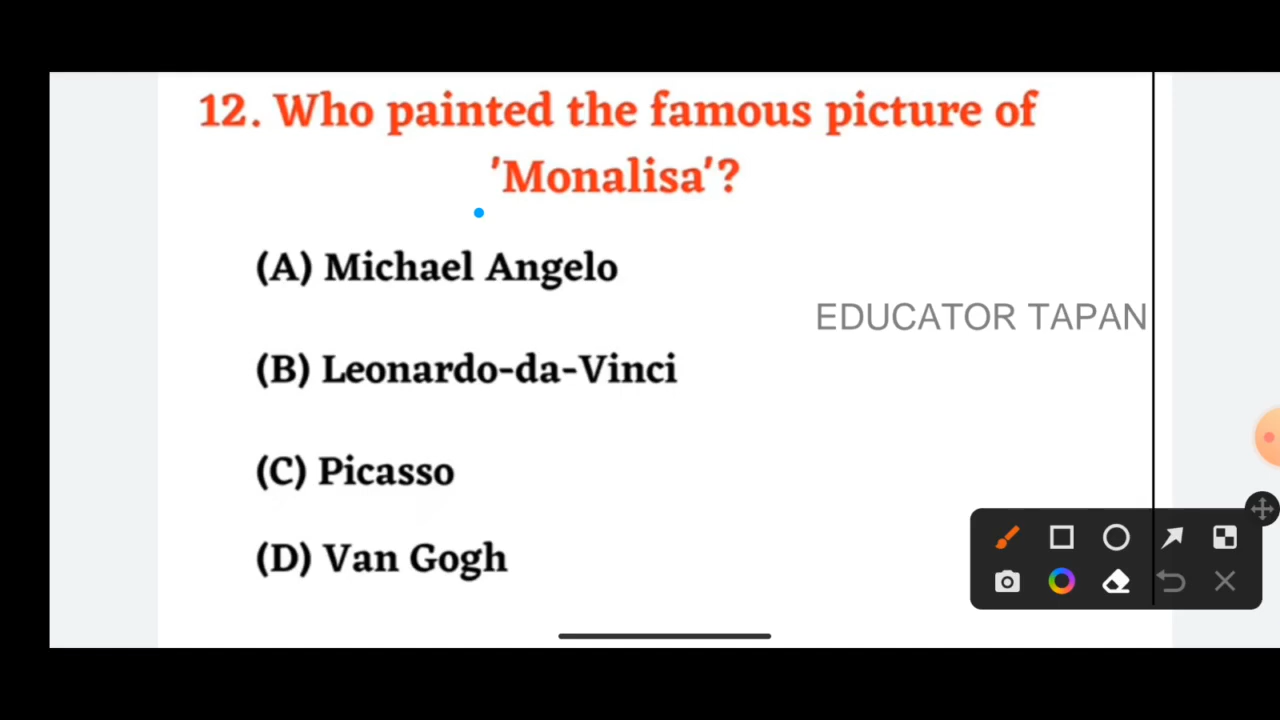 12. Who painted the famous picture of
'Monalisa'?
(A) Michael Angelo
EDUCATOR TAPAN
(B) Leonardo-da-Vinci
(C) Picasso
(D) Van Gogh